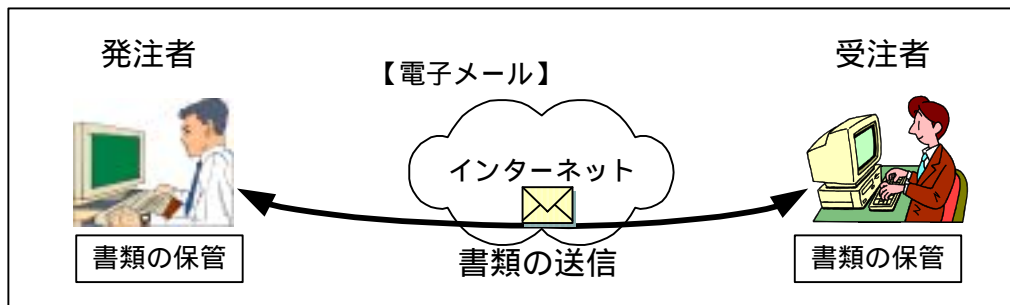 発注者
受注者
【電子メール】
インターネット
書類の送信
書類の保管
書類の保管